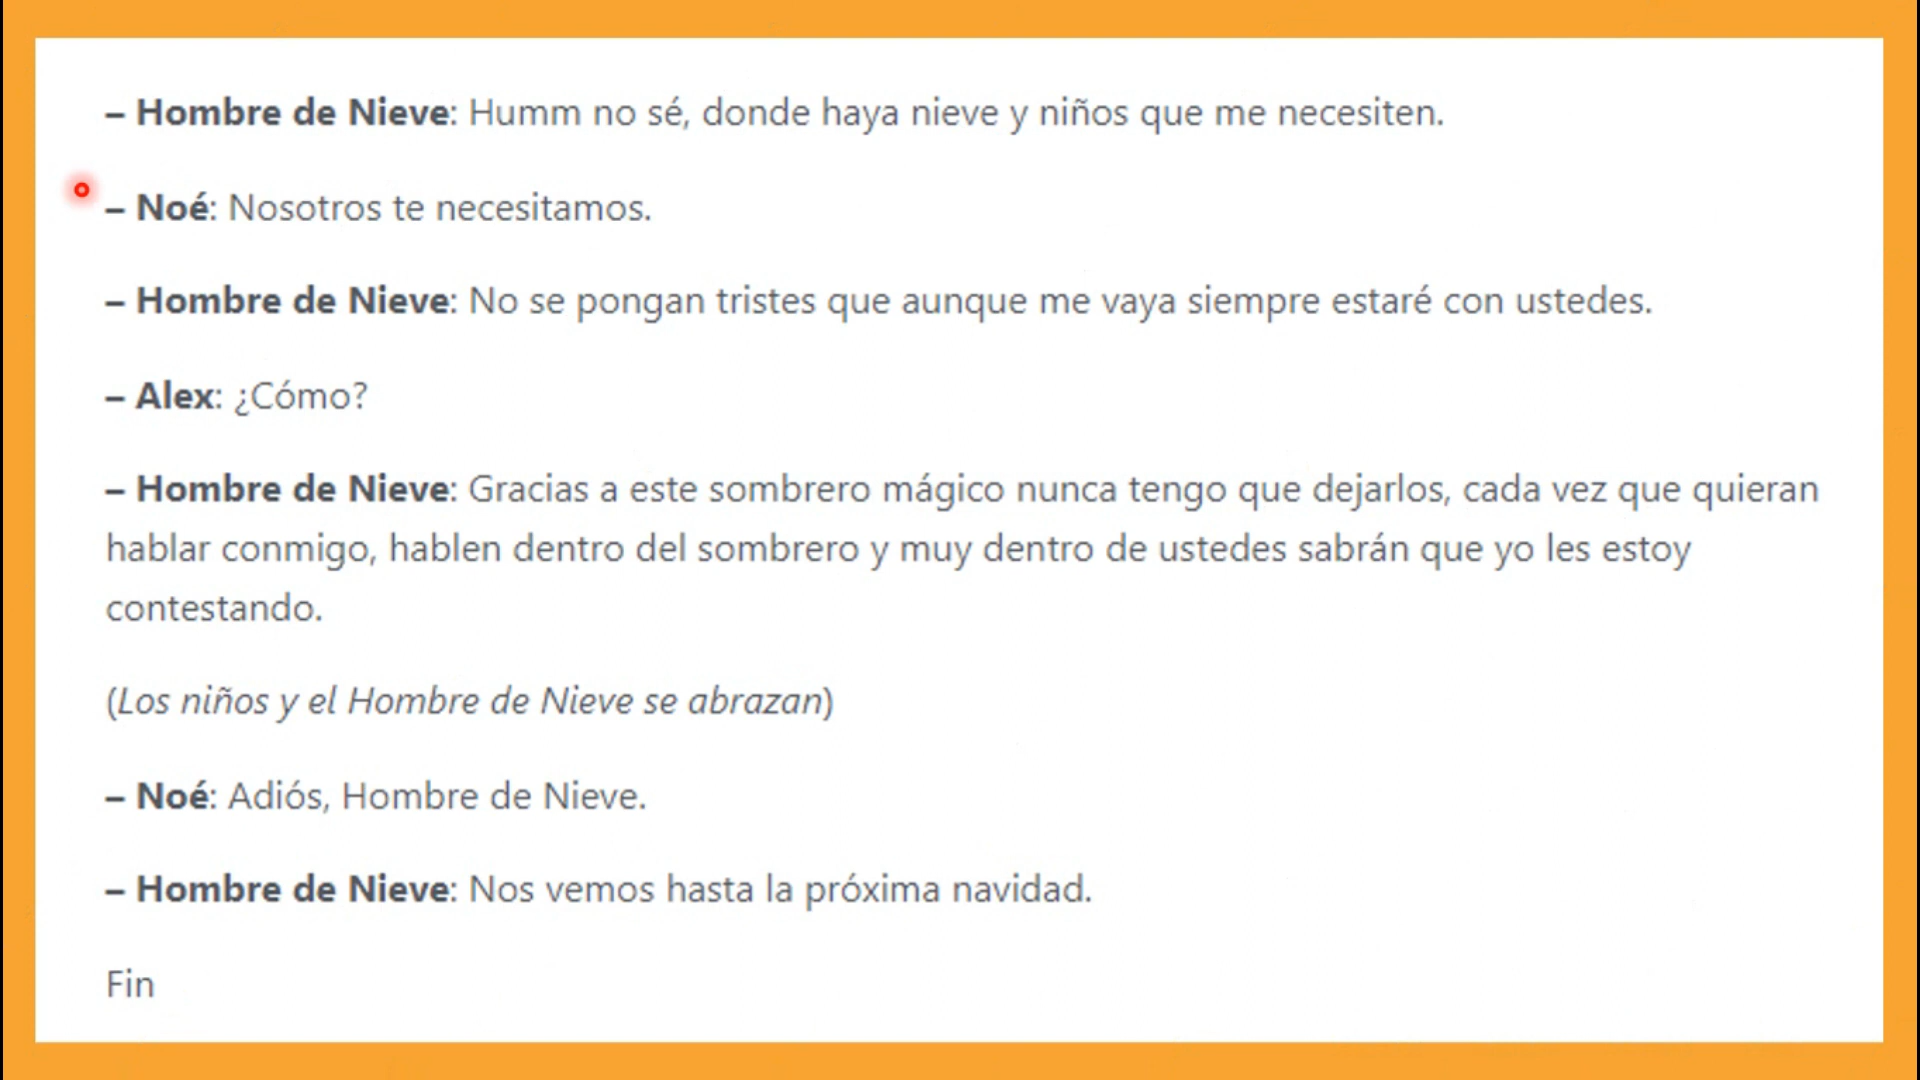 – Hombre de Nieve: Humm no sé, donde haya nieve y niños que me necesiten.
– Noé: Nosotros te necesitamos.
– Hombre de Nieve: No se pongan tristes que aunque me vaya siempre estaré con ustedes.
– Alex: ¿Cómo?
– Hombre de Nieve: Gracias a este sombrero mágico nunca tengo que dejarlos, cada vez que quieran
hablar conmigo, hablen dentro del sombrero y muy dentro de ustedes sabrán que yo les estoy
contestando.
(Los niños y el Hombre de Nieve se abrazan)
– Noé: Adiós, Hombre de Nieve.
– Hombre de Nieve: Nos vemos hasta la próxima navidad.
Fin